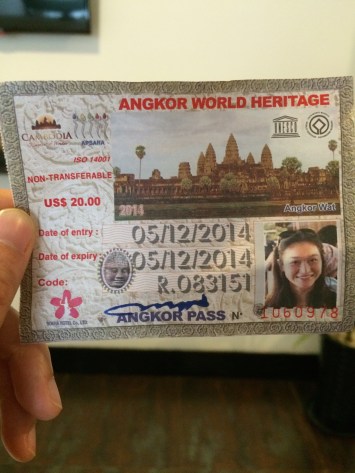 ANGKOR WORLD HERITAGE
CAMBODIA
APSARA
ISO 14001
NON-TRANSFERABLE
US$ 20.00
2014
Angkor Wat
Date of entry : 05/12/2014
Date of expiry 05/12/2014
Code: R.083151
ANGKOR PASS N° 1060978